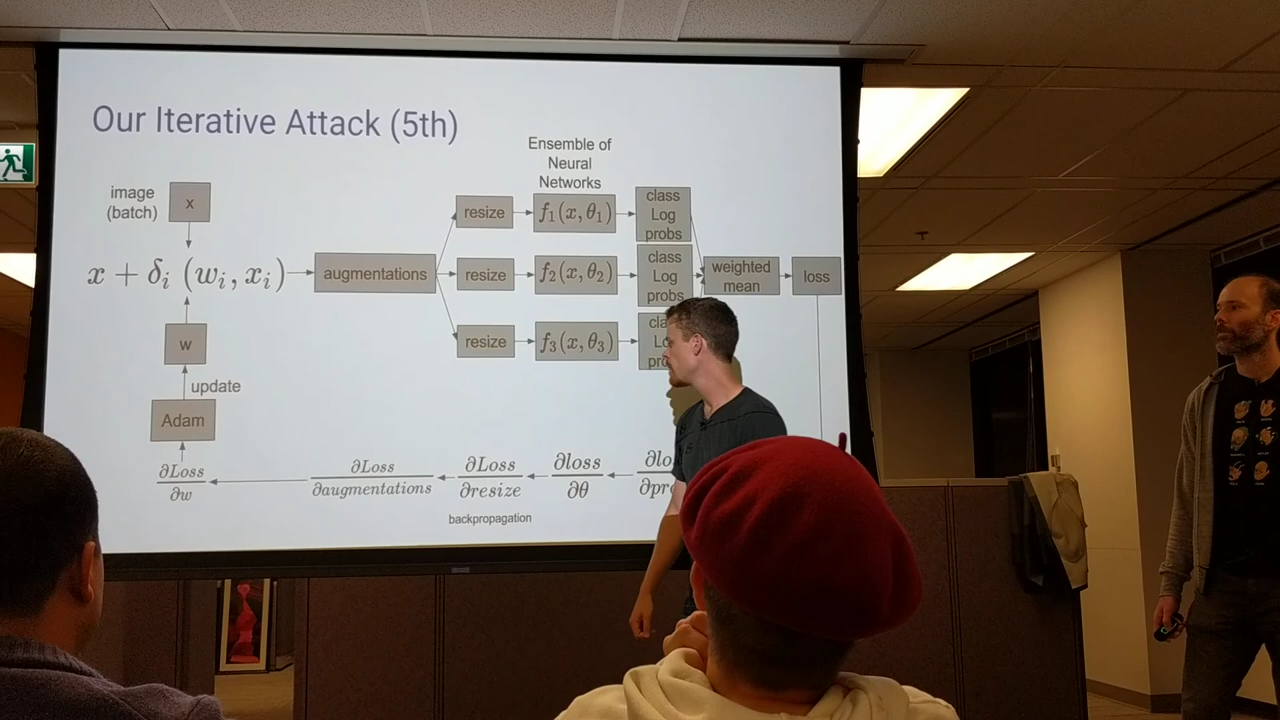 Our Iterative Attack (5th)
Ensemble of
Neural
Networks
image
(batch)
x
x + δᵢ (wᵢ, xᵢ)
augmentations
resize
f₁(x, θ₁)
class
Log
probs
resize
f₂(x, θ₂)
class
Log
probs
weighted
mean
loss
resize
f₃(x, θ₃)
w
update
Adam
∂Loss
∂w
∂Loss
∂augmentations
∂Loss
∂resize
∂loss
∂θ
backpropagation